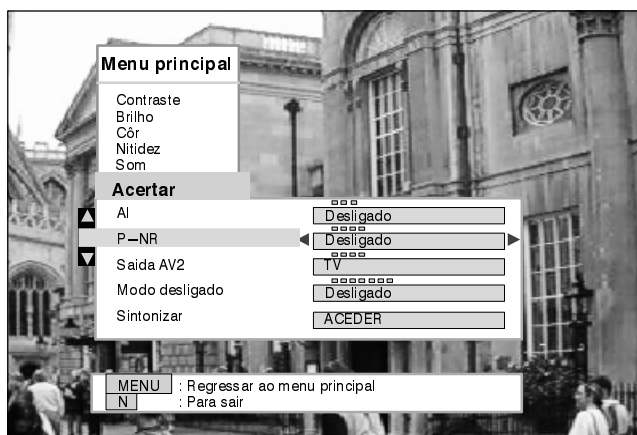 Menu principal
Contraste
Brilho
Côr
Nitidez
Som
Acertar
AI Desligado
P–NR Desligado
Saida AV2 TV
Modo desligado Desligado
Sintonizar ACEDER
MENU : Regressar ao menu principal
N : Para sair